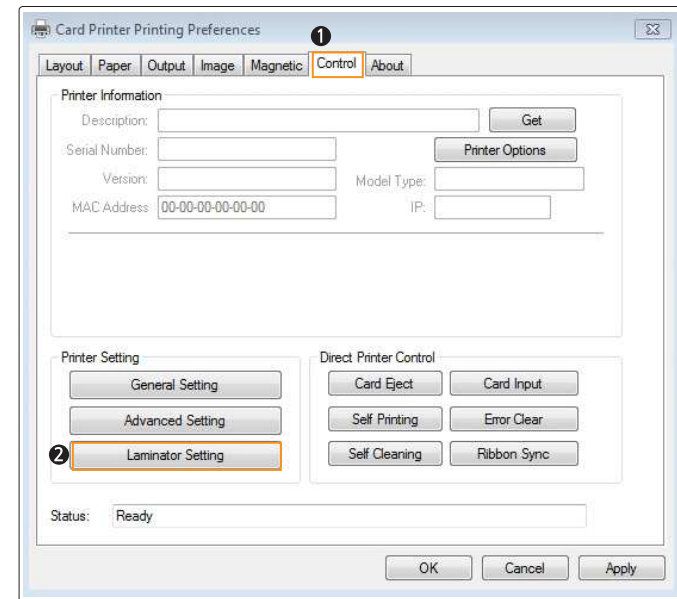 Card Printer Printing Preferences
❶
Layout Paper Output Image Magnetic Control About
Printer Information
Description: Get
Serial Number: Printer Options
Version: Model Type:
MAC Address 00-00-00-00-00-00 IP:
Printer Setting Direct Printer Control
General Setting Card Eject Card Input
Advanced Setting Self Printing Error Clear
❷ Laminator Setting Self Cleaning Ribbon Sync
Status: Ready
OK Cancel Apply